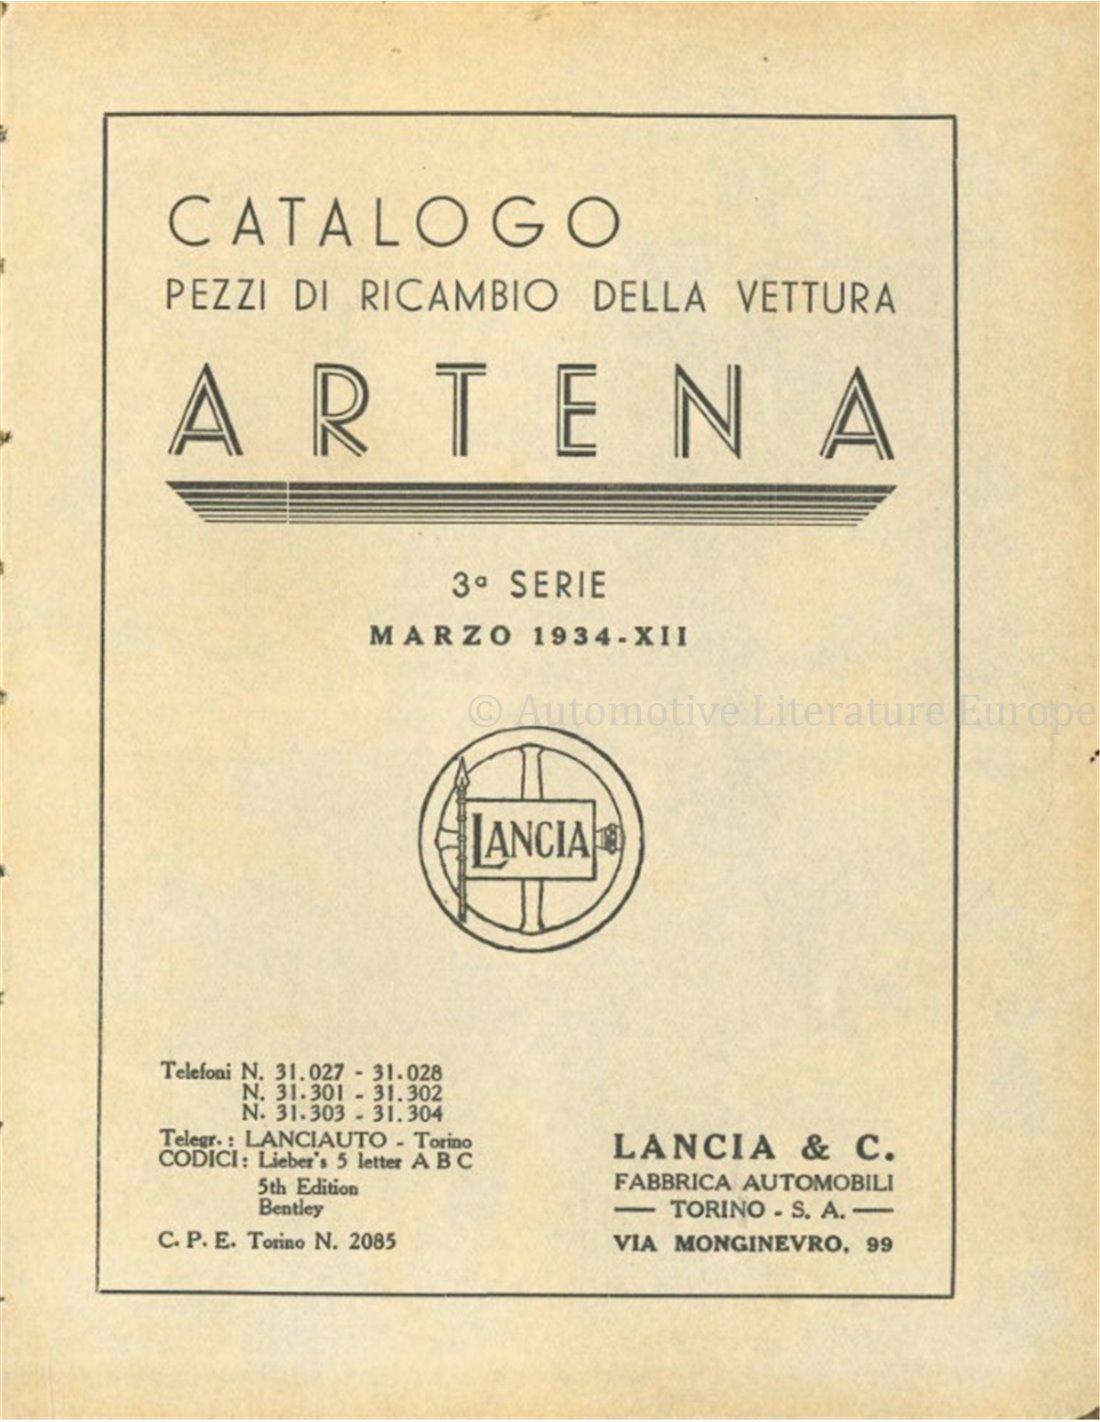 CATALOGO
PEZZI DI RICAMBIO DELLA VETTURA
ARTENA
3ª SERIE
MARZO 1934-XII
© Automotive Literature Europe
LANCIA
Telefoni N. 31.027 - 31.028
N. 31.301 - 31.302
N. 31.303 - 31.304
Telegr.: LANCIAUTO - Torino
CODICI: Lieber's 5 letter A B C
5th Edition
Bentley
C. P. E. Torino N. 2085
LANCIA & C.
FABBRICA AUTOMOBILI
— TORINO - S. A. —
VIA MONGINEVRO, 99